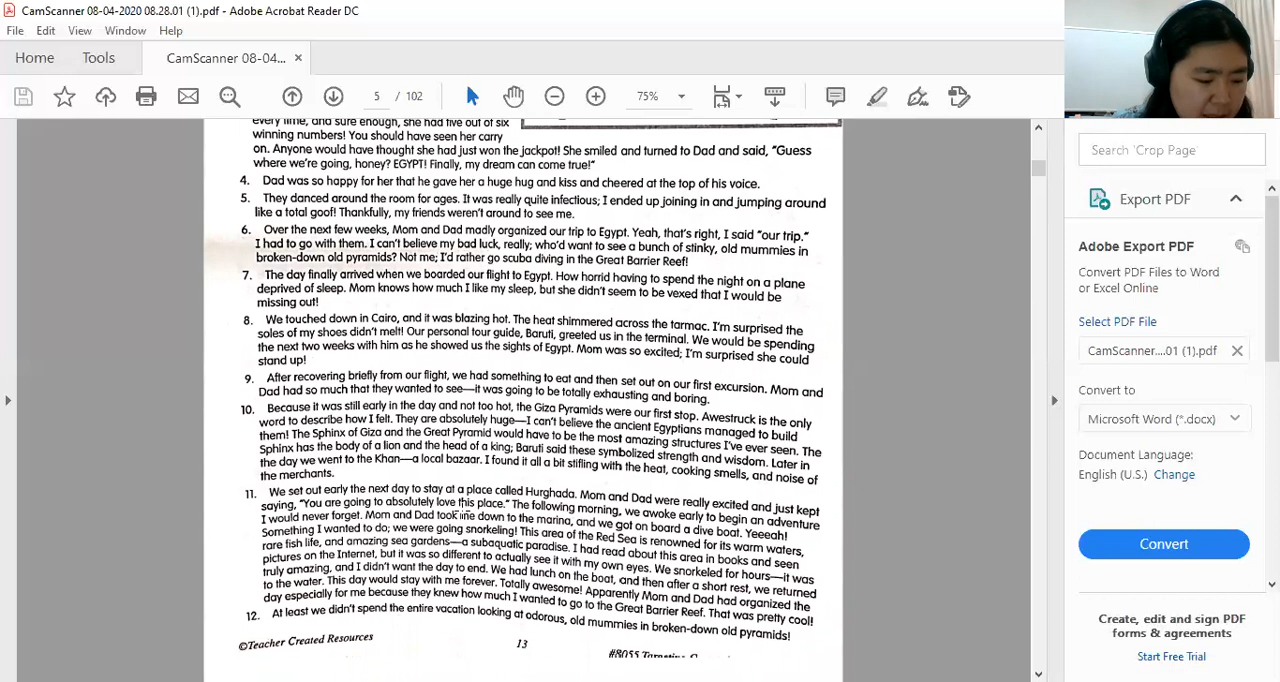 CamScanner 08-04-2020 08.28.01 (1).pdf - Adobe Acrobat Reader DC
File Edit View Window Help
Home Tools CamScanner 08-04... ×
5 / 102 75%
every time, and sure enough, she had five out of six
winning numbers! You should have seen her carry
on. Anyone would have thought she had just won the jackpot! She smiled and turned to Dad and said, "Guess
where we're going, honey? EGYPT! Finally, my dream can come true!"
4. Dad was so happy for her that he gave her a huge hug and kiss and cheered at the top of his voice.
5. They danced around the room for ages. It was really quite infectious; I ended up joining in and jumping around
like a total goof! Thankfully, my friends weren't around to see me.
6. Over the next few weeks, Mom and Dad madly organized our trip to Egypt. Yeah, that's right, I said "our trip."
I had to go with them. I can't believe my bad luck, really; who'd want to see a bunch of stinky, old mummies in
broken-down old pyramids? Not me; I'd rather go scuba diving in the Great Barrier Reef!
7. The day finally arrived when we boarded our flight to Egypt. How horrid having to spend the night on a plane
deprived of sleep. Mom knows how much I like my sleep, but she didn't seem to be vexed that I would be
missing out!
8. We touched down in Cairo, and it was blazing hot. The heat shimmered across the tarmac. I'm surprised the
soles of my shoes didn't melt! Our personal tour guide, Baruti, greeted us in the terminal. We would be spending
the next two weeks with him as he showed us the sights of Egypt. Mom was so excited; I'm surprised she could
stand up!
9. After recovering briefly from our flight, we had something to eat and then set out on our first excursion. Mom and
Dad had so much that they wanted to see—it was going to be totally exhausting and boring.
10. Because it was still early in the day and not too hot, the Giza Pyramids were our first stop. Awestruck is the only
word to describe how I felt. They are absolutely huge—I can't believe the ancient Egyptians managed to build
them! The Sphinx of Giza and the Great Pyramid would have to be the most amazing structures I've ever seen. The
Sphinx has the body of a lion and the head of a king; Baruti said these symbolized strength and wisdom. Later in
the day we went to the Khan—a local bazaar. I found it all a bit stifling with the heat, cooking smells, and noise of
the merchants.
11. We set out early the next day to stay at a place called Hurghada. Mom and Dad were really excited and just kept
saying, "You are going to absolutely love this place." The following morning, we awoke early to begin an adventure
I would never forget. Mom and Dad took me down to the marina, and we got on board a dive boat. Yeeeah!
Something I wanted to do; we were going snorkeling! This area of the Red Sea is renowned for its warm waters,
rare fish life, and amazing sea gardens—a subaquatic paradise. I had read about this area in books and seen
pictures on the Internet, but it was so different to actually see it with my own eyes. We snorkeled for hours—it was
truly amazing, and I didn't want the day to end. We had lunch on the boat, and then after a short rest, we returned
to the water. This day would stay with me forever. Totally awesome! Apparently Mom and Dad had organized the
day especially for me because they knew how much I wanted to go to the Great Barrier Reef. That was pretty cool!
12. At least we didn't spend the entire vacation looking at odorous, old mummies in broken-down old pyramids!
©Teacher Created Resources 13 #8055
Search 'Crop Page'
Export PDF
Adobe Export PDF
Convert PDF Files to Word
or Excel Online
Select PDF File
CamScanner....01 (1).pdf ×
Convert to
Microsoft Word (*.docx)
Document Language:
English (U.S.) Change
Convert
Create, edit and sign PDF
forms & agreements
Start Free Trial